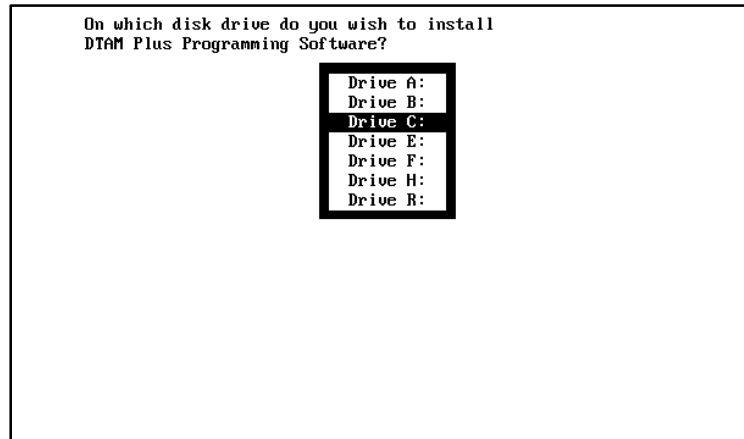 On which disk drive do you wish to install
DTAM Plus Programming Software?
Drive A:
Drive B:
Drive C:
Drive E:
Drive F:
Drive H:
Drive R: